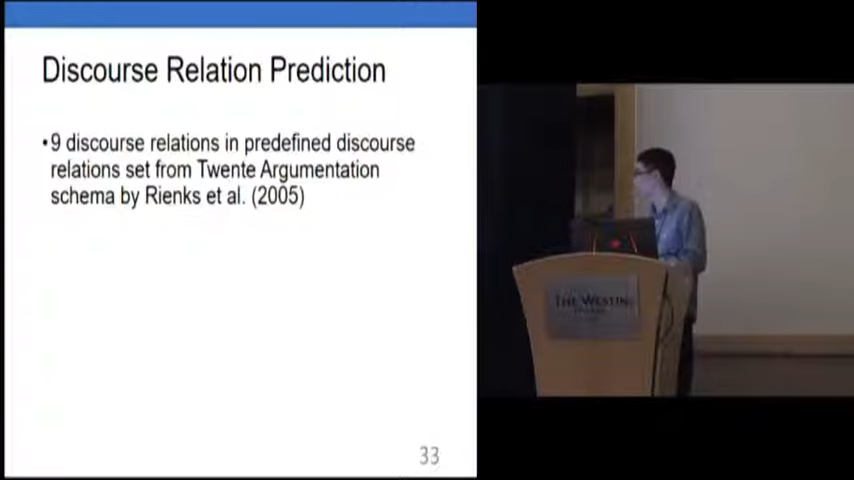 Discourse Relation Prediction
•9 discourse relations in predefined discourse
relations set from Twente Argumentation
schema by Rienks et al. (2005)
33
THE WESTIN